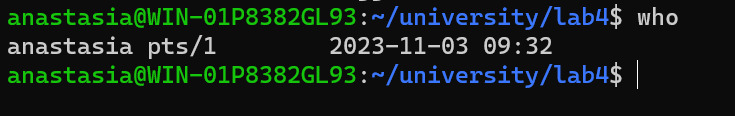 anastasia@WIN-01P8382GL93:~/university/lab4$ who
anastasia pts/1        2023-11-03 09:32
anastasia@WIN-01P8382GL93:~/university/lab4$